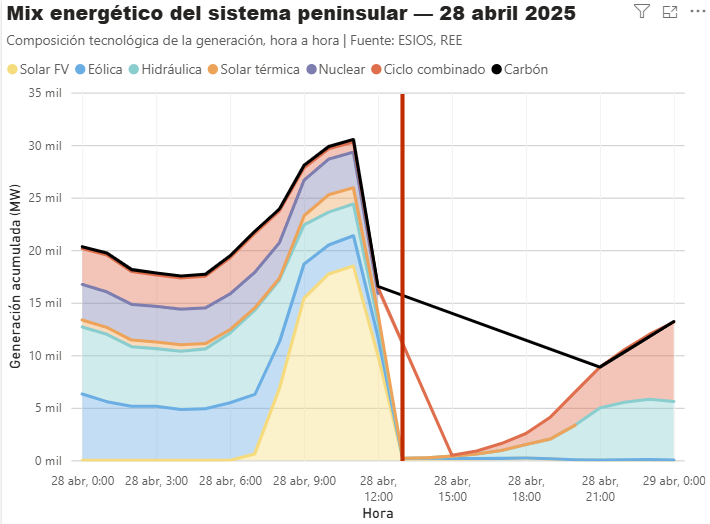 Mix energético del sistema peninsular — 28 abril 2025
Composición tecnológica de la generación, hora a hora | Fuente: ESIOS, REE
Solar FV Eólica Hidráulica Solar térmica Nuclear Ciclo combinado Carbón
Generación acumulada (MW)
35 mil
30 mil
25 mil
20 mil
15 mil
10 mil
5 mil
0 mil
28 abr, 0:00 28 abr, 3:00 28 abr, 6:00 28 abr, 9:00 28 abr, 12:00 28 abr, 15:00 28 abr, 18:00 28 abr, 21:00 29 abr, 0:00
Hora